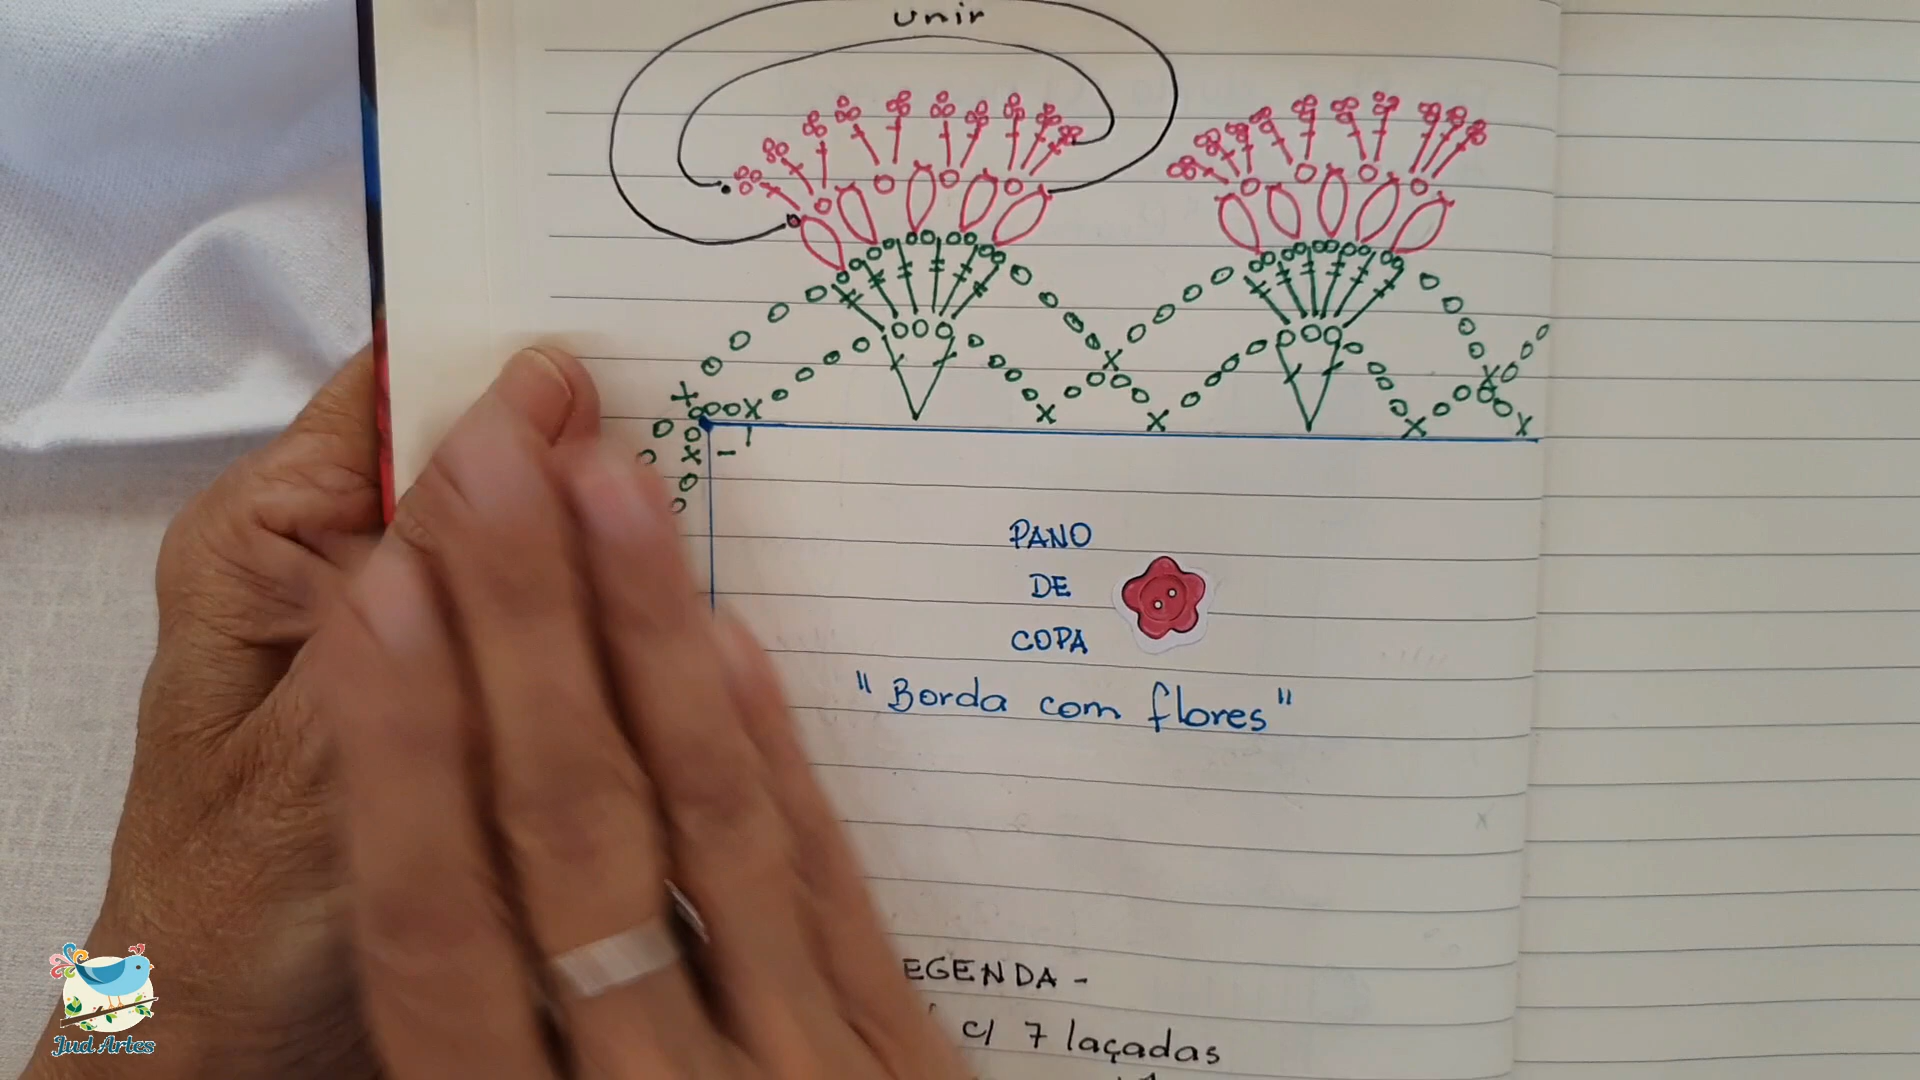 unir
PANO
DE
COPA
"Borda com flores"
EGENDA -
c/ 7 laçadas
Jud Artes